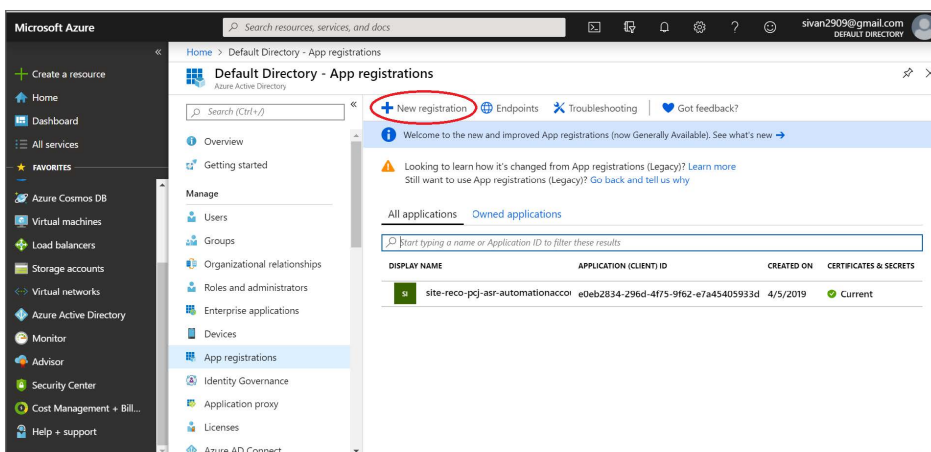 Microsoft Azure
Search resources, services, and docs
sivan2909@gmail.com
DEFAULT DIRECTORY
Home > Default Directory - App registrations
Create a resource
Home
Dashboard
All services
FAVORITES
Azure Cosmos DB
Virtual machines
Load balancers
Storage accounts
Virtual networks
Azure Active Directory
Monitor
Advisor
Security Center
Cost Management + Bill...
Help + support
Default Directory - App registrations
Azure Active Directory
Search (Ctrl+/)
Overview
Getting started
Manage
Users
Groups
Organizational relationships
Roles and administrators
Enterprise applications
Devices
App registrations
Identity Governance
Application proxy
Licenses
Azure AD Connect
New registration
Endpoints
Troubleshooting
Got feedback?
Welcome to the new and improved App registrations (now Generally Available). See what's new →
Looking to learn how it's changed from App registrations (Legacy)? Learn more
Still want to use App registrations (Legacy)? Go back and tell us why
All applications Owned applications
Start typing a name or Application ID to filter these results
DISPLAY NAME APPLICATION (CLIENT) ID CREATED ON CERTIFICATES & SECRETS
SI site-reco-pcj-asr-automationaccou e0eb2834-296d-4f75-9f62-e7a45405933d 4/5/2019 Current